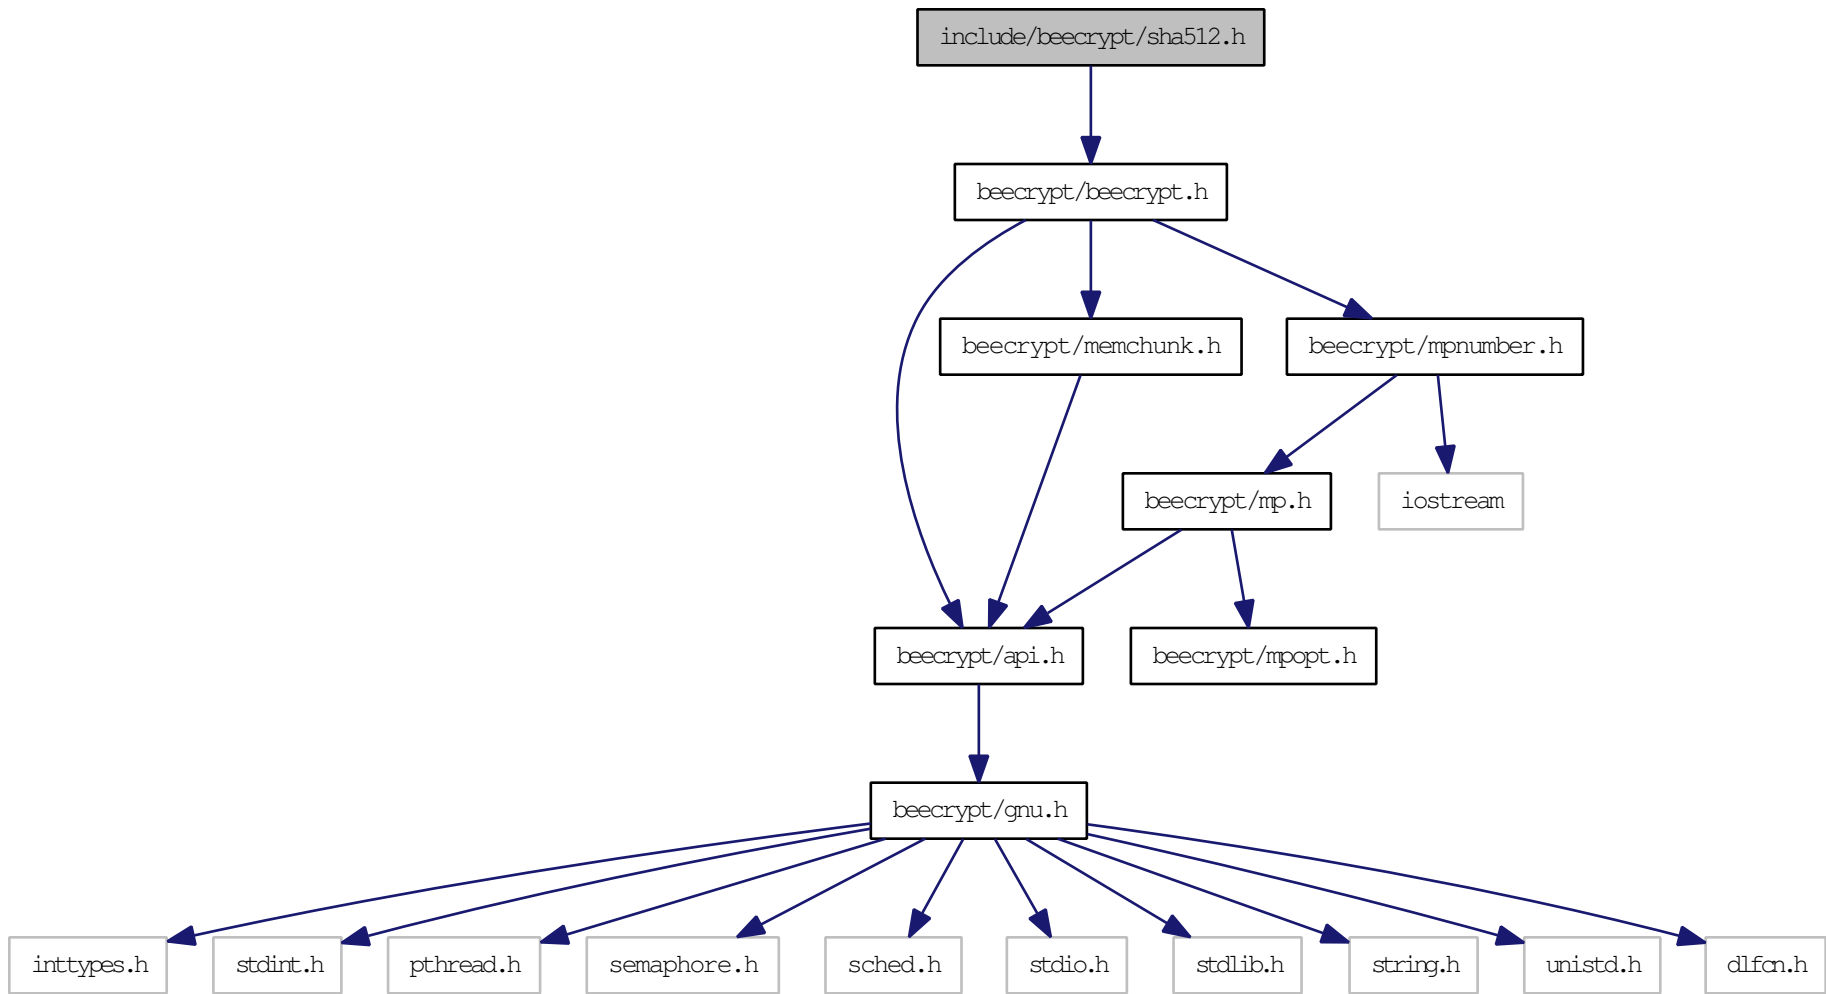 include/beecrypt/sha512.h
beecrypt/beecrypt.h
beecrypt/memchunk.h
beecrypt/mpnumber.h
beecrypt/mp.h
iostream
beecrypt/api.h
beecrypt/mpopt.h
beecrypt/gnu.h
inttypes.h
stdint.h
pthread.h
semaphore.h
sched.h
stdio.h
stdlib.h
string.h
unistd.h
dlfcn.h